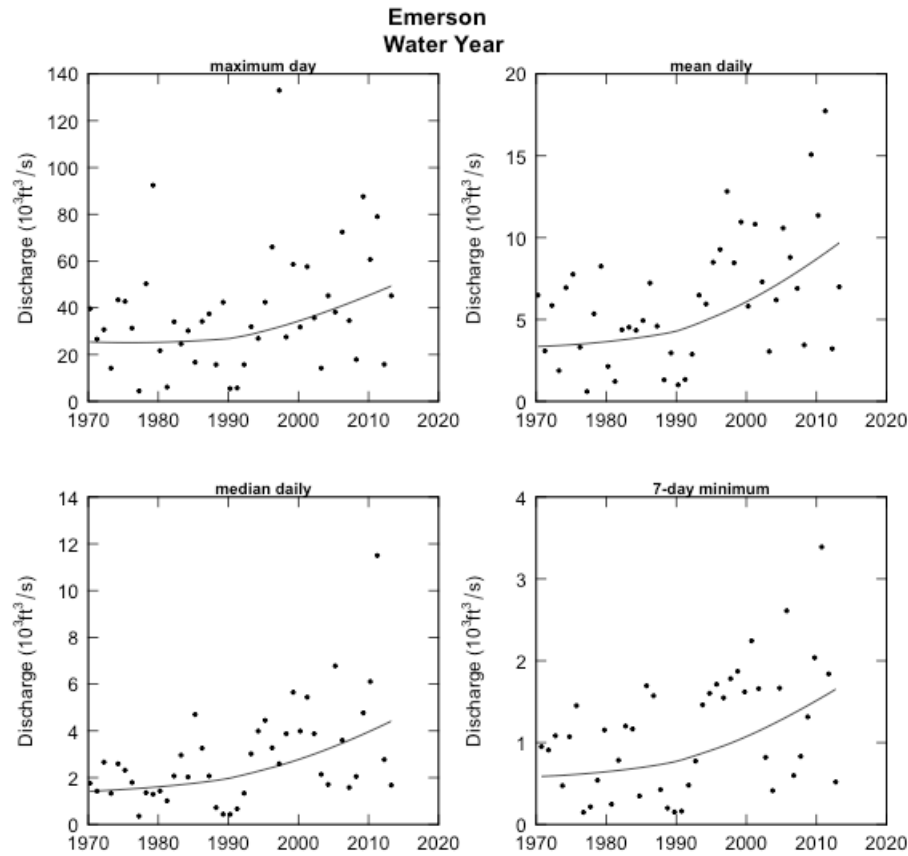 Emerson
Water Year
maximum day
Discharge (10³ft³/s)
140
120
100
80
60
40
20
0
1970 1980 1990 2000 2010 2020
mean daily
Discharge (10³ft³/s)
20
15
10
5
0
1970 1980 1990 2000 2010 2020
median daily
Discharge (10³ft³/s)
14
12
10
8
6
4
2
0
1970 1980 1990 2000 2010 2020
7-day minimum
Discharge (10³ft³/s)
4
3
2
1
0
1970 1980 1990 2000 2010 2020